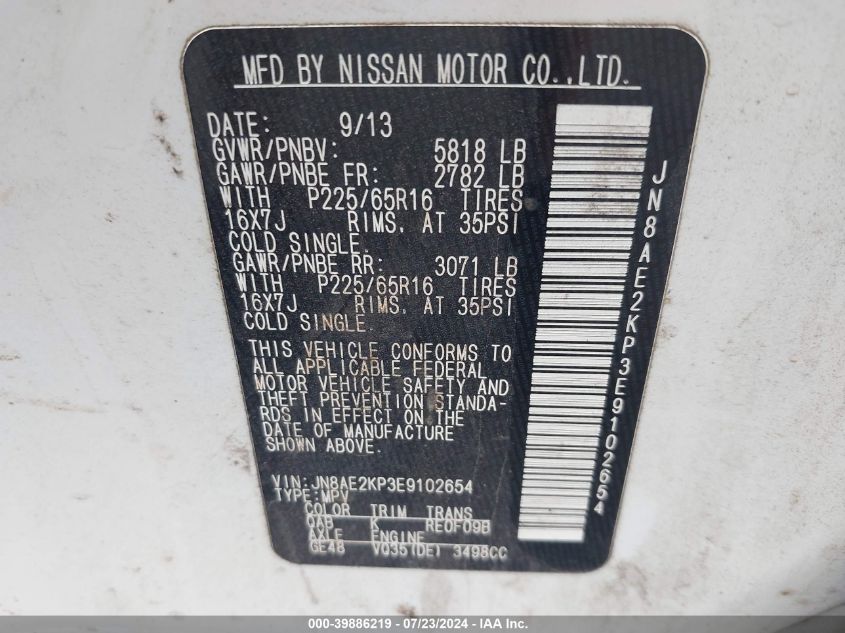 MFD BY NISSAN MOTOR CO.,LTD.
DATE: 9/13
GVWR/PNBV: 5818 LB
GAWR/PNBE FR: 2782 LB
WITH P225/65R16 TIRES
16X7J RIMS, AT 35PSI
COLD SINGLE.
GAWR/PNBE RR: 3071 LB
WITH P225/65R16 TIRES
16X7J RIMS, AT 35PSI
COLD SINGLE.
THIS VEHICLE CONFORMS TO
ALL APPLICABLE FEDERAL
MOTOR VEHICLE SAFETY AND
THEFT PREVENTION STANDA-
RDS IN EFFECT ON THE
DATE OF MANUFACTURE
SHOWN ABOVE.
VIN:JN8AE2KP3E9102654
TYPE:MPV
COLOR TRIM TRANS
QAB K RE0F09B
AXLE ENGINE
GE48 VQ35(DE) 3498CC
JN8AE2KP3E9102654
000-39886219 - 07/23/2024 - IAA Inc.